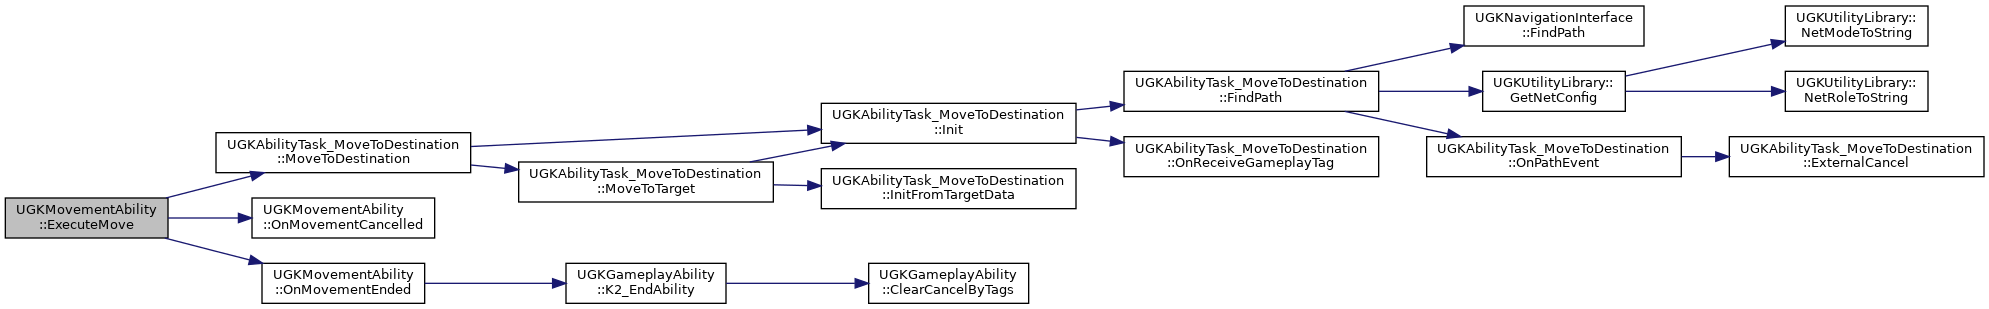 UGKMovementAbility
::ExecuteMove
UGKAbilityTask_MoveToDestination
::MoveToDestination
UGKMovementAbility
::OnMovementCancelled
UGKMovementAbility
::OnMovementEnded
UGKAbilityTask_MoveToDestination
::MoveToTarget
UGKGameplayAbility
::K2_EndAbility
UGKAbilityTask_MoveToDestination
::Init
UGKAbilityTask_MoveToDestination
::InitFromTargetData
UGKGameplayAbility
::ClearCancelByTags
UGKAbilityTask_MoveToDestination
::FindPath
UGKAbilityTask_MoveToDestination
::OnReceiveGameplayTag
UGKNavigationInterface
::FindPath
UGKUtilityLibrary::
GetNetConfig
UGKAbilityTask_MoveToDestination
::OnPathEvent
UGKUtilityLibrary::
NetModeToString
UGKUtilityLibrary::
NetRoleToString
UGKAbilityTask_MoveToDestination
::ExternalCancel